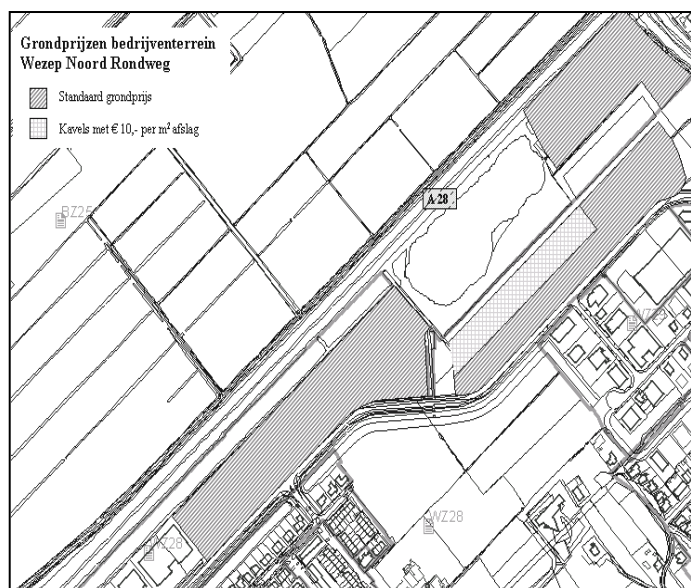 Grondprijzen bedrijventerrein
Wezep Noord Rondweg
Standaard grondprijs
Kavels met € 10,- per m² afslag
A 28
BZ25
WZ28
WZ28